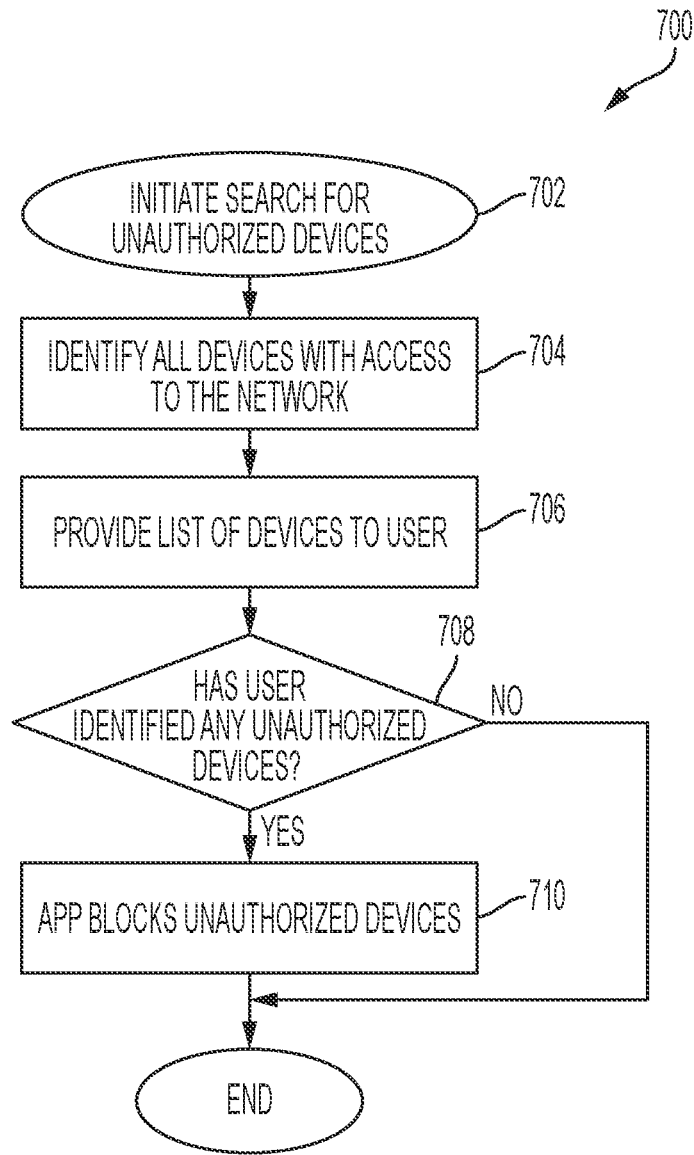 700
INITIATE SEARCH FOR
UNAUTHORIZED DEVICES
702
IDENTIFY ALL DEVICES WITH ACCESS
TO THE NETWORK
704
PROVIDE LIST OF DEVICES TO USER
706
708
HAS USER
IDENTIFIED ANY UNAUTHORIZED
DEVICES?
NO
YES
APP BLOCKS UNAUTHORIZED DEVICES
710
END